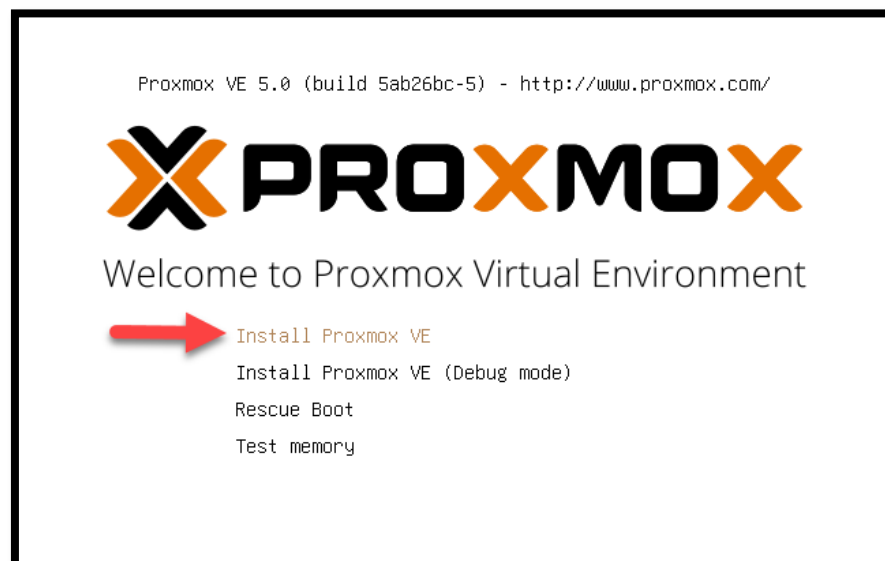 Proxmox VE 5.0 (build 5ab26bc-5) - http://www.proxmox.com/
PROXMOX
Welcome to Proxmox Virtual Environment
Install Proxmox VE
Install Proxmox VE (Debug mode)
Rescue Boot
Test memory